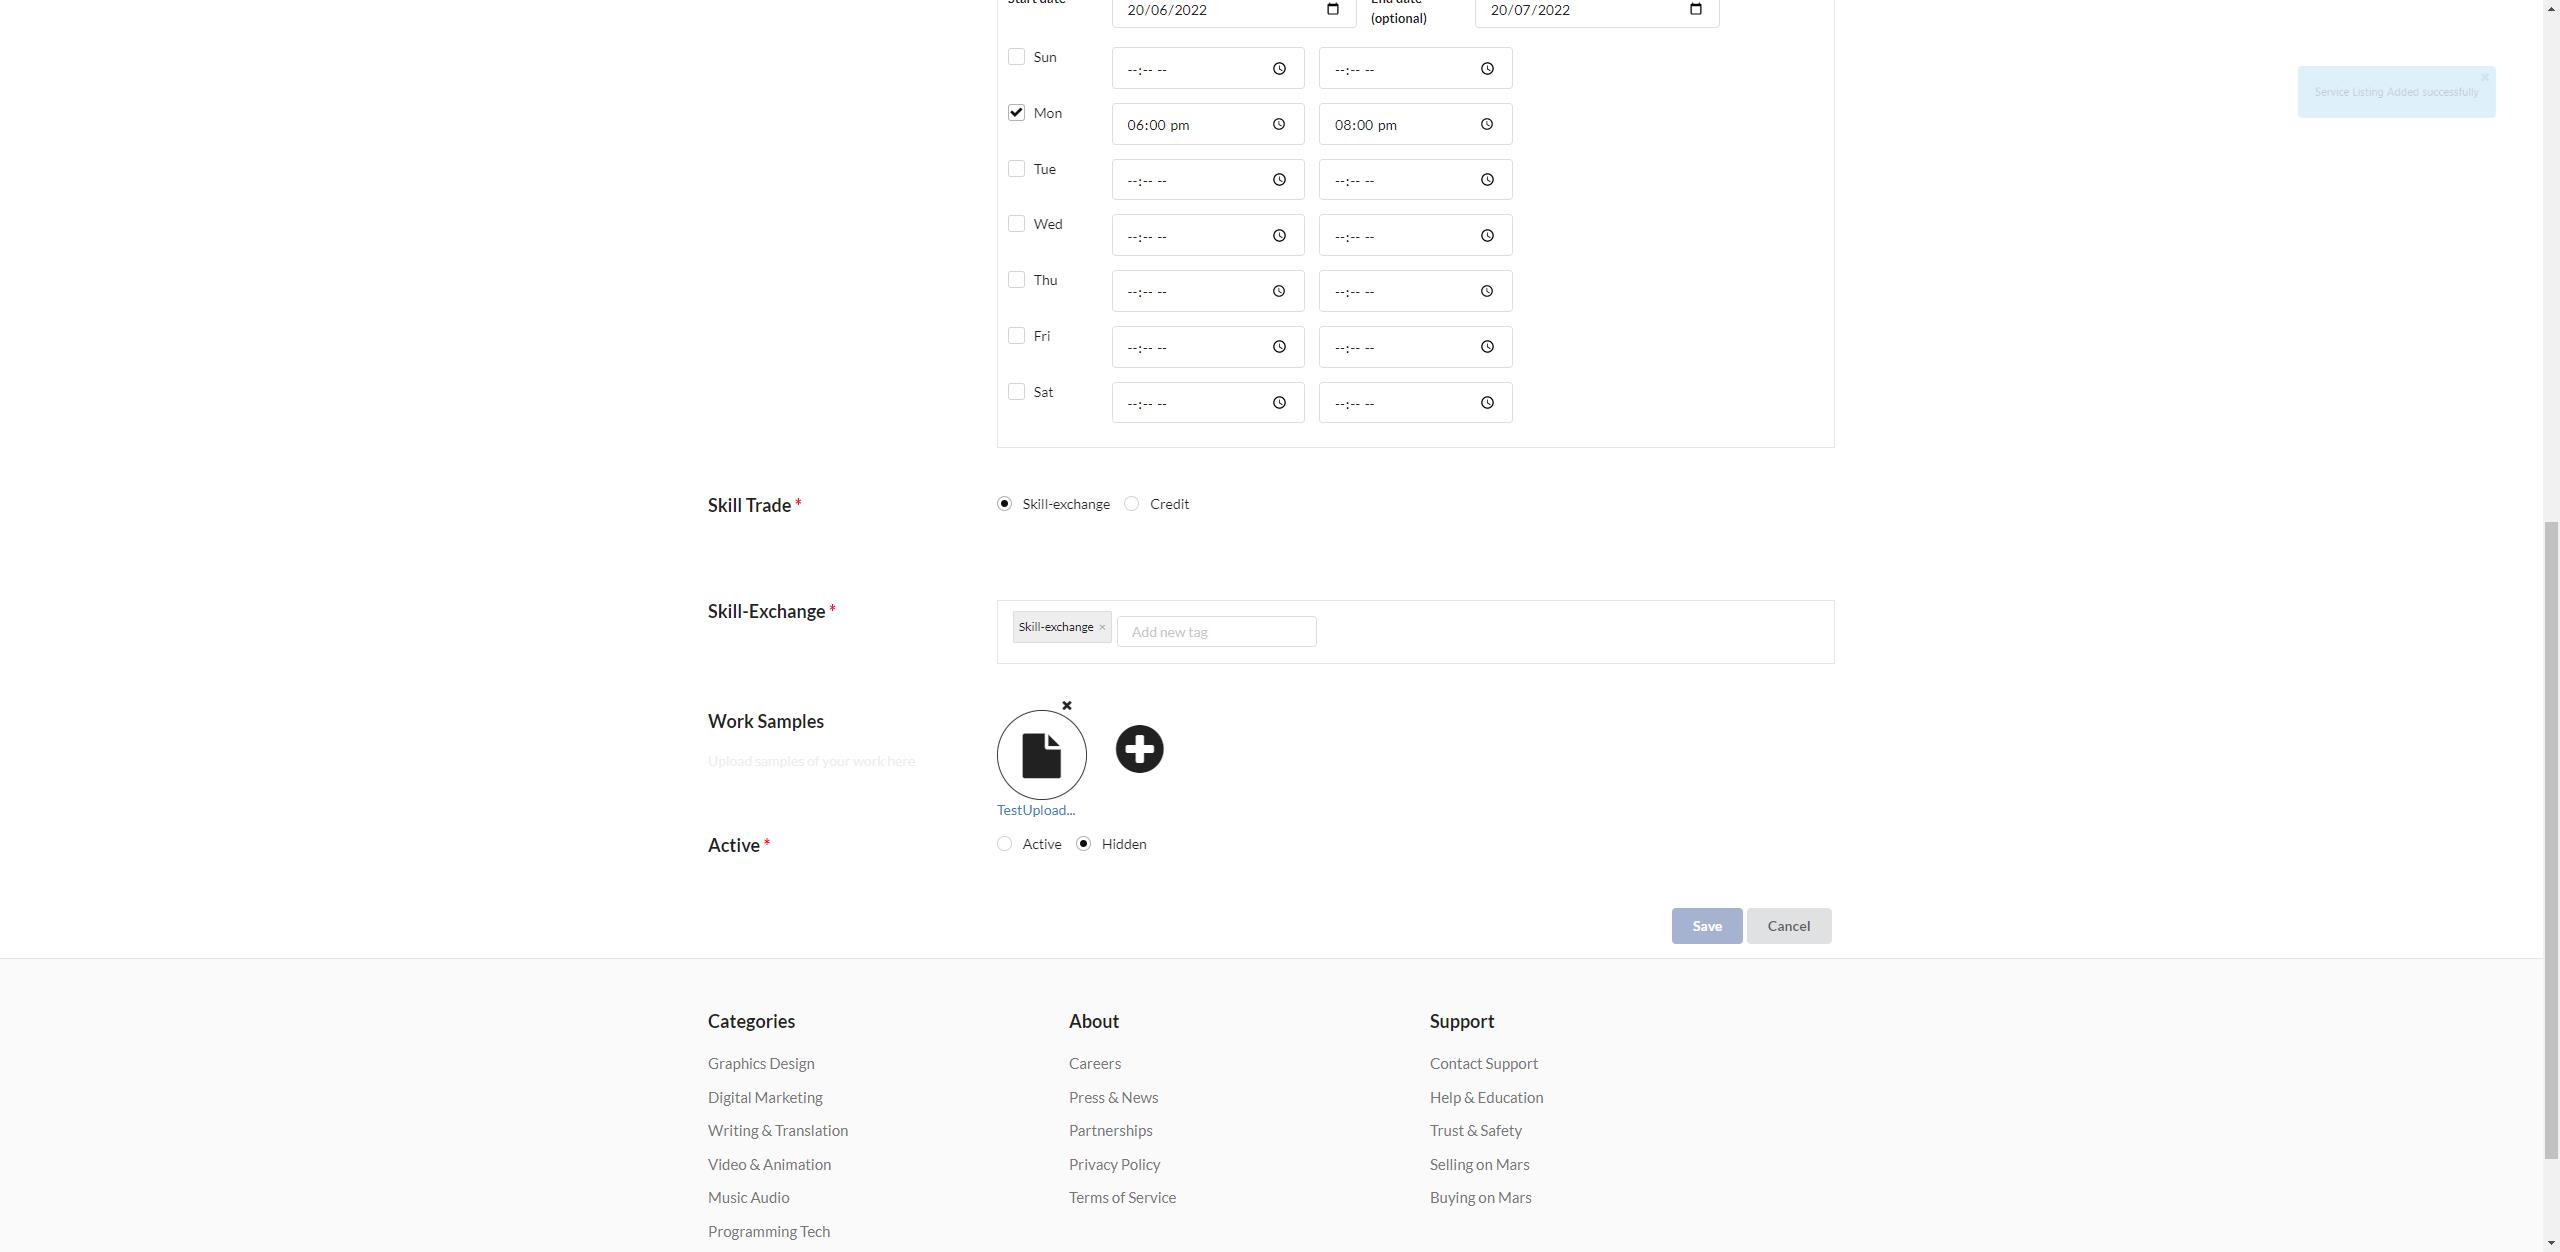 Start date End date
20/06/2022 (optional) 20/07/2022
Sun --:-- -- --:-- --
Service Listing Added successfully
Mon 06:00 pm 08:00 pm
Tue --:-- -- --:-- --
Wed --:-- -- --:-- --
Thu --:-- -- --:-- --
Fri --:-- -- --:-- --
Sat --:-- -- --:-- --
Skill Trade * Skill-exchange Credit
Skill-Exchange * Skill-exchange × Add new tag
Work Samples
Upload samples of your work here
TestUpload...
Active * Active Hidden
Save Cancel
Categories About Support
Graphics Design Careers Contact Support
Digital Marketing Press & News Help & Education
Writing & Translation Partnerships Trust & Safety
Video & Animation Privacy Policy Selling on Mars
Music Audio Terms of Service Buying on Mars
Programming Tech